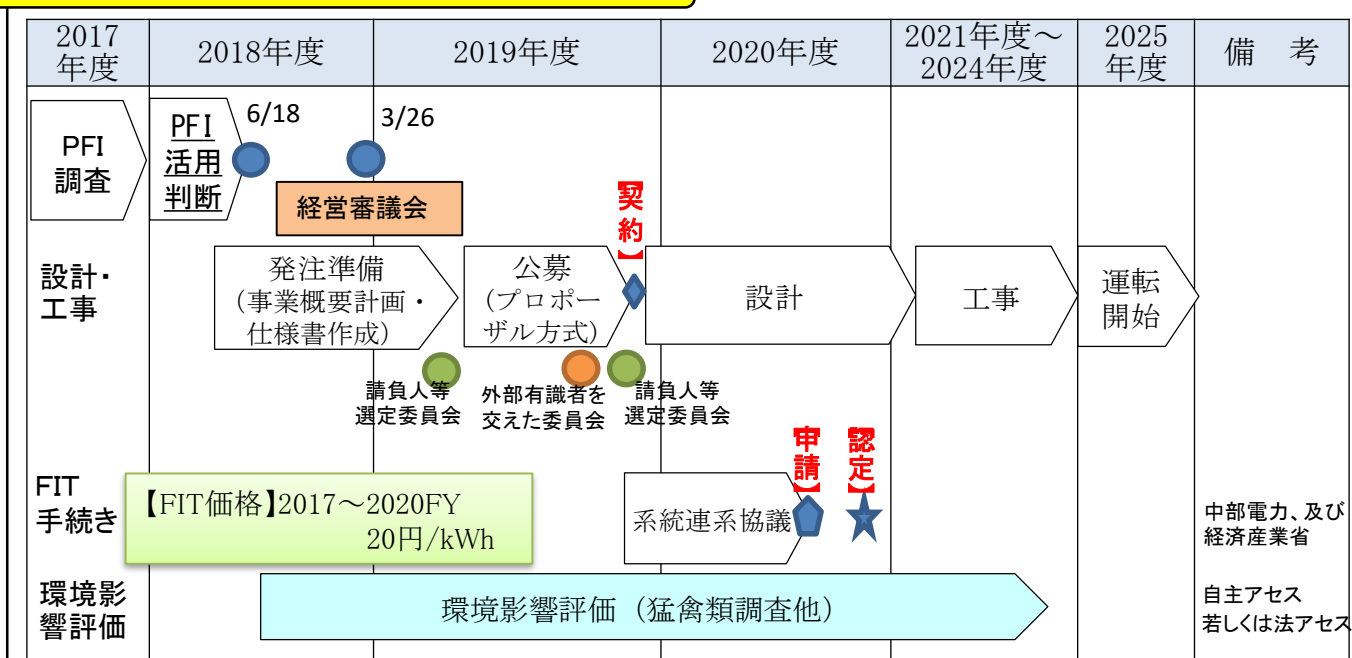 2017
年度
2018年度
2019年度
2020年度
2021年度～
2024年度
2025
年度
備　考
PFI
調査
PFI
活用
判断
6/18
3/26
経営審議会
【契約】
設計・
工事
発注準備
(事業概要計画・
仕様書作成)
公募
(プロポー
ザル方式)
設計
工事
運転
開始
請負人等
選定委員会
外部有識者を
交えた委員会
請負人等
選定委員会
【申請】
【認定】
FIT
手続き
【FIT価格】2017～2020FY
20円/kWh
系統連系協議
中部電力、及び
経済産業省
環境影
響評価
環境影響評価（猛禽類調査他）
自主アセス
若しくは法アセス